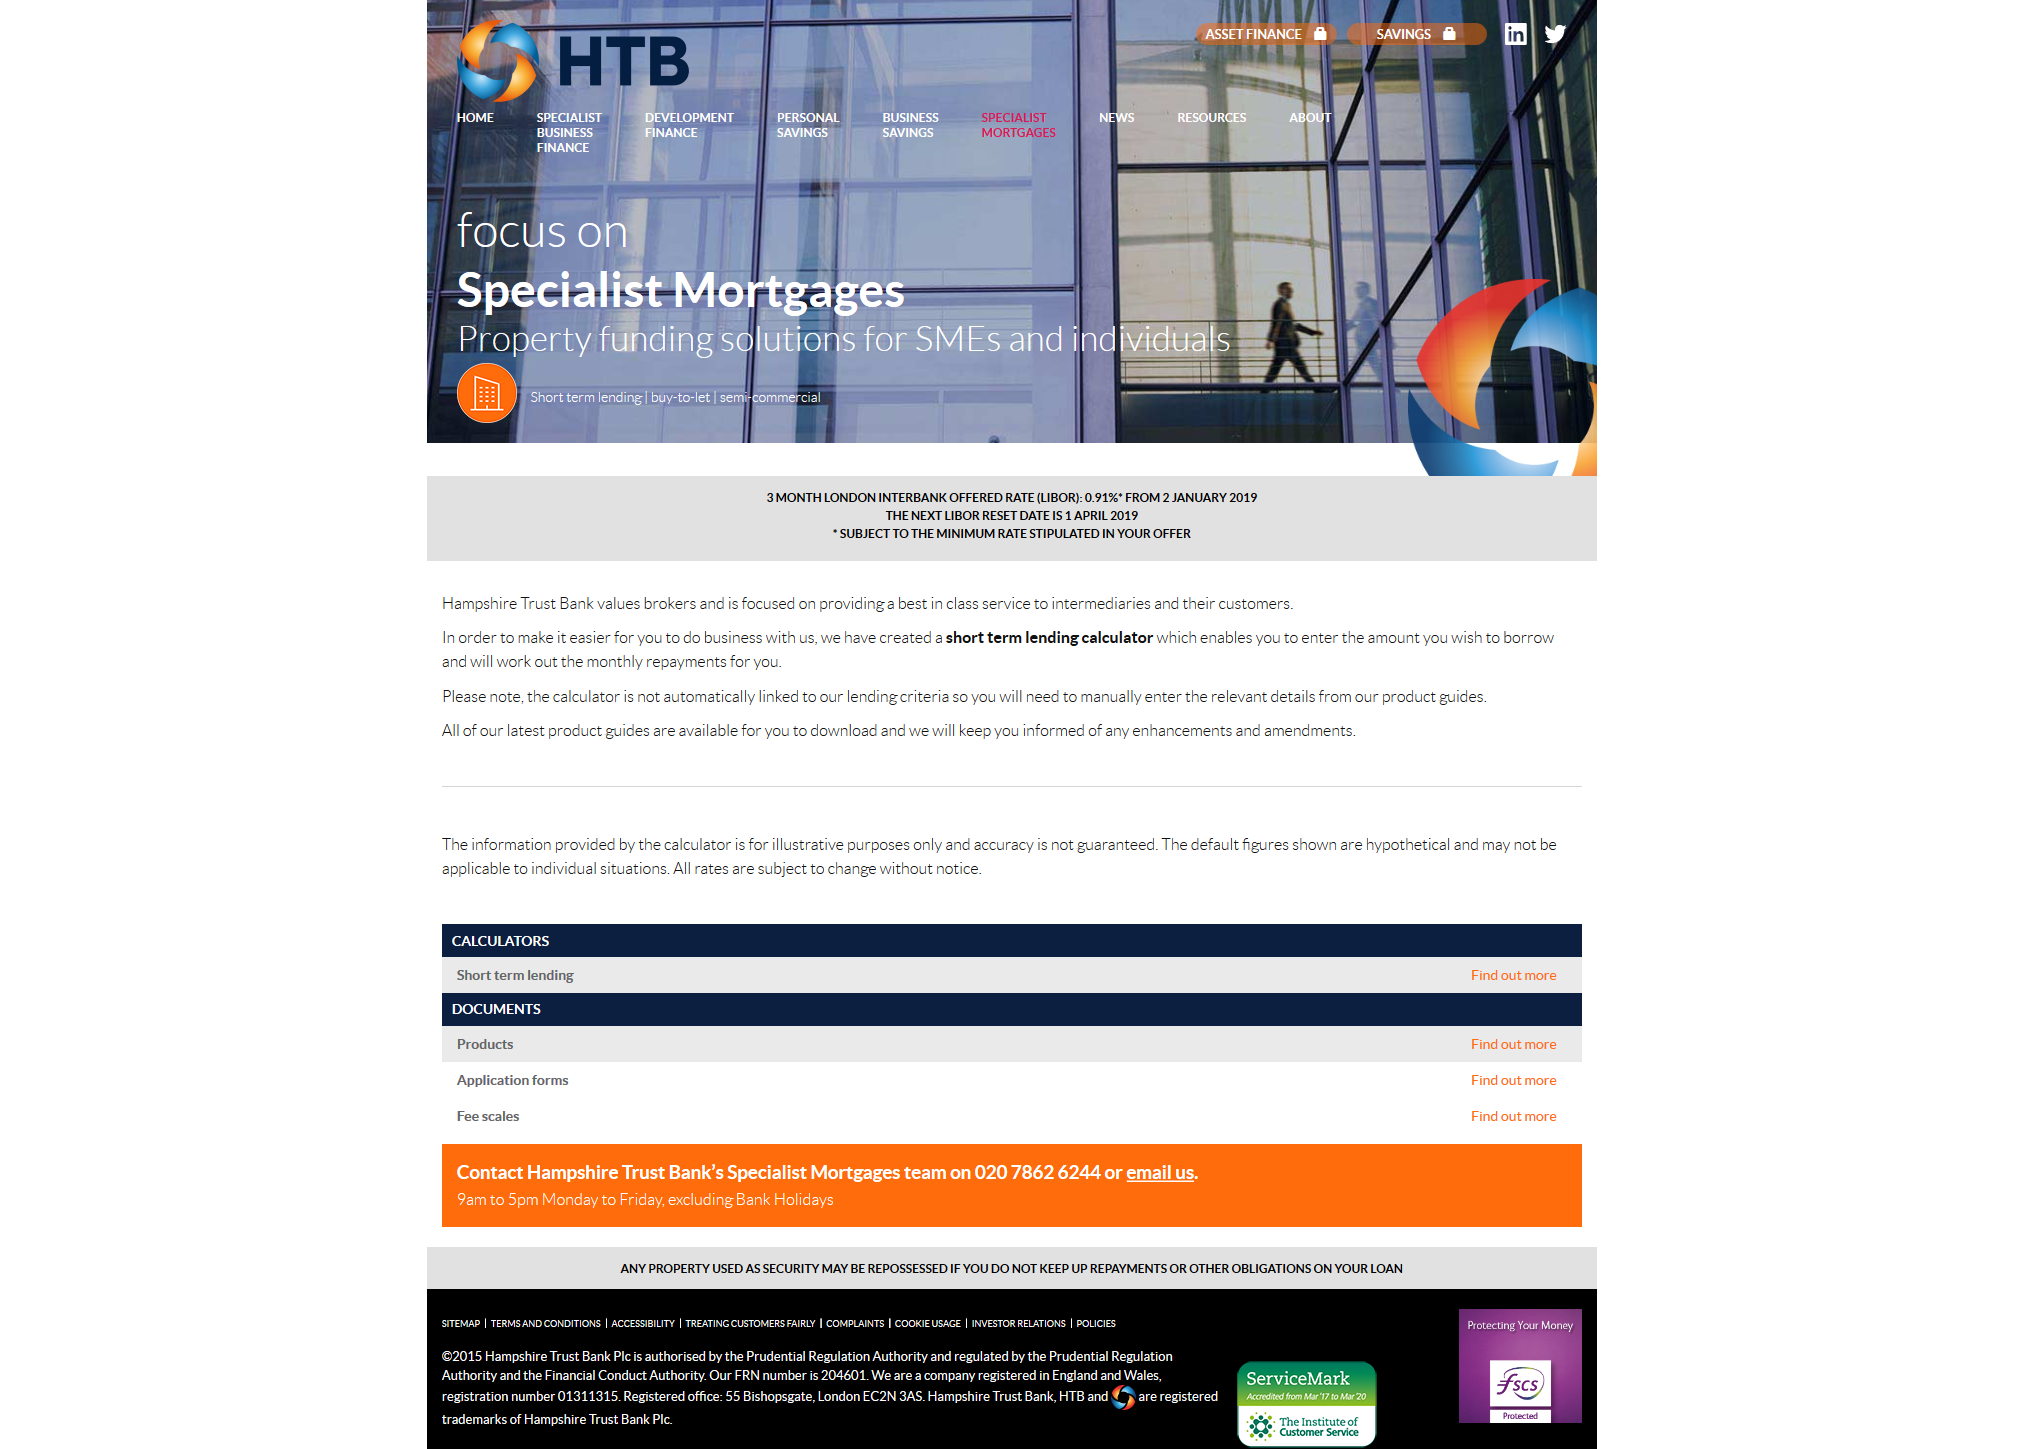 HTB
ASSET FINANCE
SAVINGS
in
HOME
SPECIALIST
BUSINESS
FINANCE
DEVELOPMENT
FINANCE
PERSONAL
SAVINGS
BUSINESS
SAVINGS
SPECIALIST
MORTGAGES
NEWS
RESOURCES
ABOUT
focus on
Specialist Mortgages
Property funding solutions for SMEs and individuals
Short term lending | buy-to-let | semi-commercial
3 MONTH LONDON INTERBANK OFFERED RATE (LIBOR): 0.91%* FROM 2 JANUARY 2019
THE NEXT LIBOR RESET DATE IS 1 APRIL 2019
* SUBJECT TO THE MINIMUM RATE STIPULATED IN YOUR OFFER
Hampshire Trust Bank values brokers and is focused on providing a best in class service to intermediaries and their customers.
In order to make it easier for you to do business with us, we have created a short term lending calculator which enables you to enter the amount you wish to borrow
and will work out the monthly repayments for you.
Please note, the calculator is not automatically linked to our lending criteria so you will need to manually enter the relevant details from our product guides.
All of our latest product guides are available for you to download and we will keep you informed of any enhancements and amendments.
The information provided by the calculator is for illustrative purposes only and accuracy is not guaranteed. The default figures shown are hypothetical and may not be
applicable to individual situations. All rates are subject to change without notice.
CALCULATORS
Short term lending Find out more
DOCUMENTS
Products Find out more
Application forms Find out more
Fee scales Find out more
Contact Hampshire Trust Bank’s Specialist Mortgages team on 020 7862 6244 or email us.
9am to 5pm Monday to Friday, excluding Bank Holidays
ANY PROPERTY USED AS SECURITY MAY BE REPOSSESSED IF YOU DO NOT KEEP UP REPAYMENTS OR OTHER OBLIGATIONS ON YOUR LOAN
SITEMAP | TERMS AND CONDITIONS | ACCESSIBILITY | TREATING CUSTOMERS FAIRLY | COMPLAINTS | COOKIE USAGE | INVESTOR RELATIONS | POLICIES
©2015 Hampshire Trust Bank Plc is authorised by the Prudential Regulation Authority and regulated by the Prudential Regulation
Authority and the Financial Conduct Authority. Our FRN number is 204601. We are a company registered in England and Wales,
registration number 01311315. Registered office: 55 Bishopsgate, London EC2N 3AS. Hampshire Trust Bank, HTB and are registered
trademarks of Hampshire Trust Bank Plc.
ServiceMark
Accredited from Mar '17 to Mar '20
The Institute of
Customer Service
Protecting Your Money
fscs
Protected